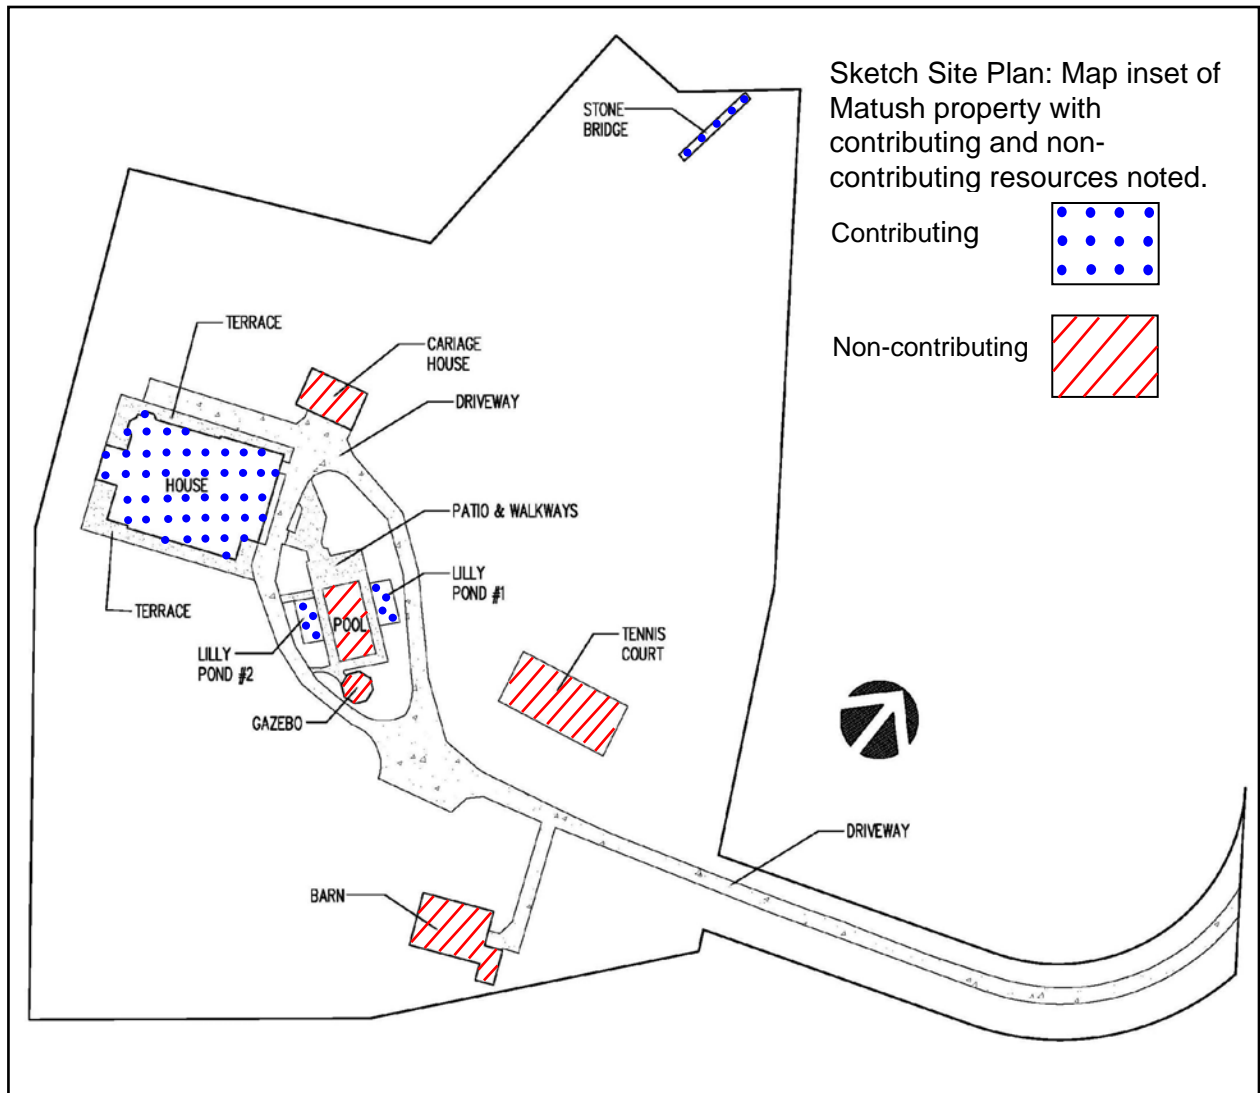 Sketch Site Plan: Map inset of
Matush property with
contributing and non-
contributing resources noted.
Contributing
Non-contributing
STONE
BRIDGE
TERRACE
CARIAGE
HOUSE
DRIVEWAY
HOUSE
PATIO & WALKWAYS
LILLY
POND #1
TERRACE
POOL
LILLY
POND #2
TENNIS
COURT
GAZEBO
DRIVEWAY
BARN